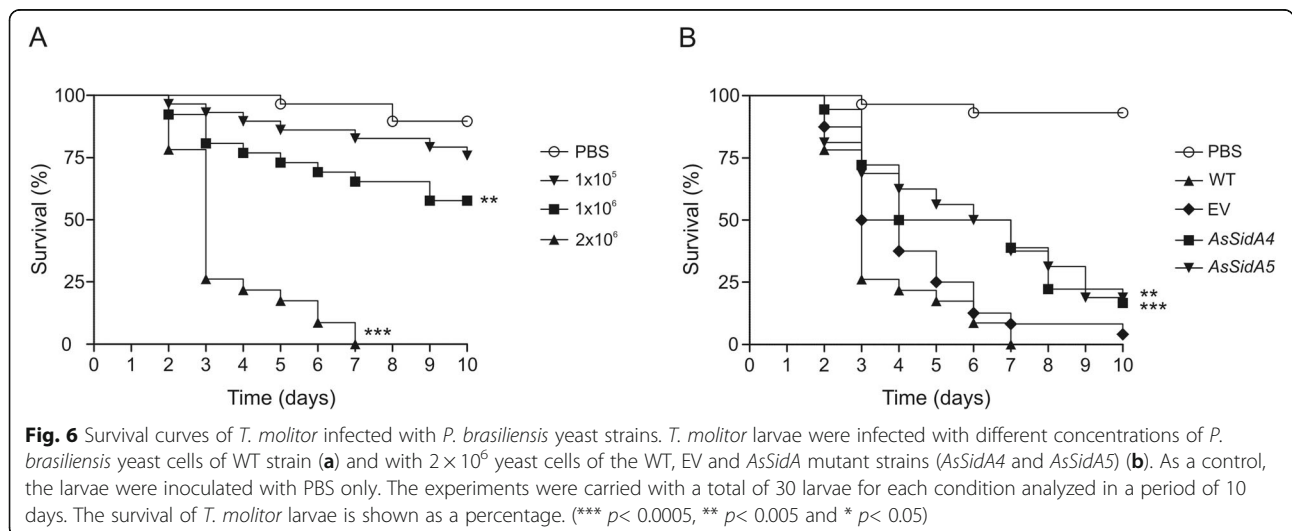 A
B
100
75
50
25
0
Survival (%)
0 1 2 3 4 5 6 7 8 9 10
Time (days)
PBS
1x10⁵
1x10⁶
2x10⁶
**
***
100
75
50
25
0
Survival (%)
0 1 2 3 4 5 6 7 8 9 10
Time (days)
PBS
WT
EV
AsSidA4
AsSidA5
**
***
Fig. 6 Survival curves of T. molitor infected with P. brasiliensis yeast strains. T. molitor larvae were infected with different concentrations of P.
brasiliensis yeast cells of WT strain (a) and with 2 × 10⁶ yeast cells of the WT, EV and AsSidA mutant strains (AsSidA4 and AsSidA5) (b). As a control,
the larvae were inoculated with PBS only. The experiments were carried with a total of 30 larvae for each condition analyzed in a period of 10
days. The survival of T. molitor larvae is shown as a percentage. (*** p< 0.0005, ** p< 0.005 and * p< 0.05)